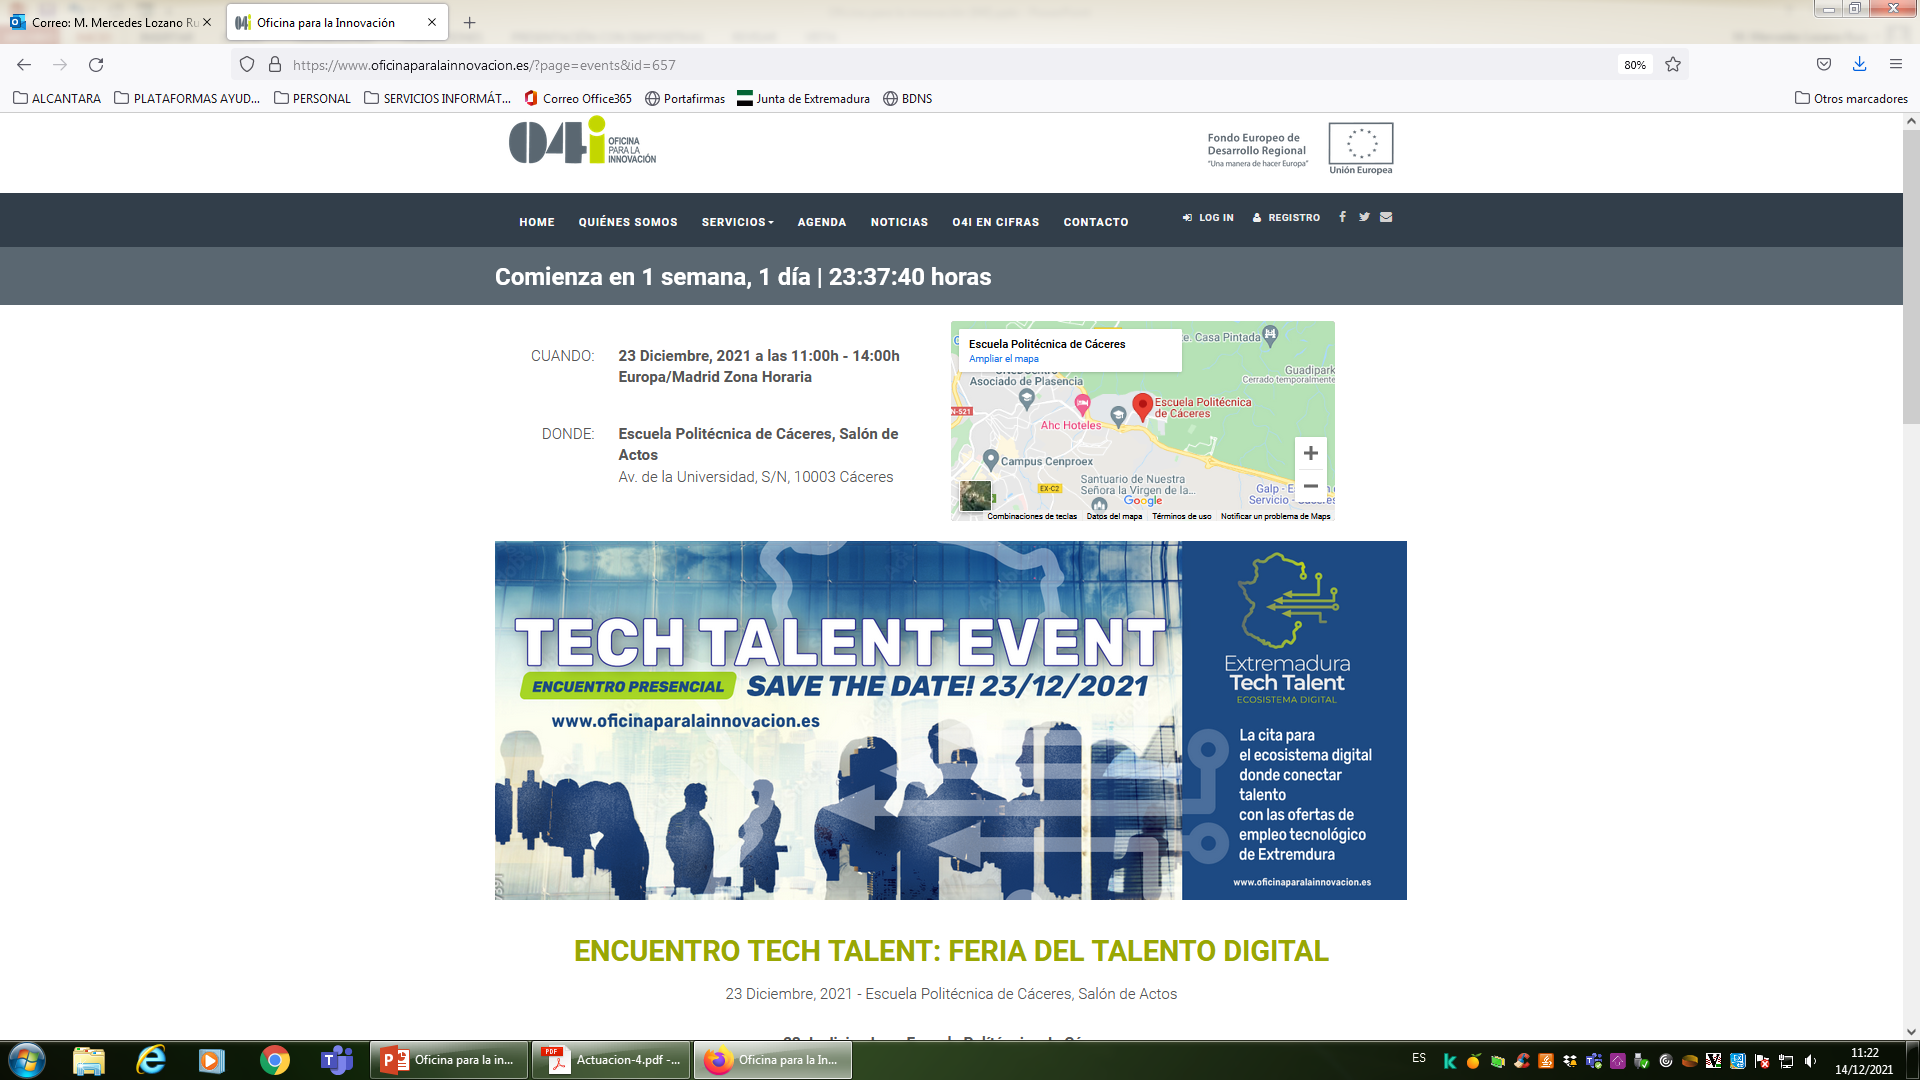 Correo: M. Mercedes Lozano Ru
Oficina para la Innovación
https://www.oficinaparalainnovacion.es/?page=events&id=657
80%
ALCANTARA
PLATAFORMAS AYUD...
PERSONAL
SERVICIOS INFORMÁT...
Correo Office365
Portafirmas
Junta de Extremadura
BDNS
Otros marcadores
O4i OFICINA
PARA LA
INNOVACIÓN
Fondo Europeo de
Desarrollo Regional
"Una manera de hacer Europa"
Unión Europea
HOME
QUIÉNES SOMOS
SERVICIOS
AGENDA
NOTICIAS
O4I EN CIFRAS
CONTACTO
LOG IN
REGISTRO
Comienza en 1 semana, 1 día | 23:37:40 horas
CUANDO:
23 Diciembre, 2021 a las 11:00h - 14:00h
Europa/Madrid Zona Horaria
DONDE:
Escuela Politécnica de Cáceres, Salón de
Actos
Av. de la Universidad, S/N, 10003 Cáceres
Escuela Politécnica de Cáceres
Ampliar el mapa
e. Casa Pintada
Guadipark
Cerrado temporalmente
Asociado de Plasencia
N-521
Escuela Politécnica
de Cáceres
Ahc Hoteles
Campus Cenproex
EX-C2
Santuario de Nuestra
Señora la Virgen de la...
Google
Galp - E
Servicio
Combinaciones de teclas
Datos del mapa
Términos de uso
Notificar un problema de Maps
TECH TALENT EVENT
ENCUENTRO PRESENCIAL
SAVE THE DATE! 23/12/2021
www.oficinaparalainnovacion.es
Extremadura
Tech Talent
ECOSISTEMA DIGITAL
La cita para
el ecosistema digital
donde conectar
talento
con las ofertas de
empleo tecnológico
de Extremdura
www.oficinaparalainnovacion.es
ENCUENTRO TECH TALENT: FERIA DEL TALENTO DIGITAL
23 Diciembre, 2021 - Escuela Politécnica de Cáceres, Salón de Actos
Oficina para la in...
Actuacion-4.pdf -...
Oficina para la In...
ES
11:22
14/12/2021